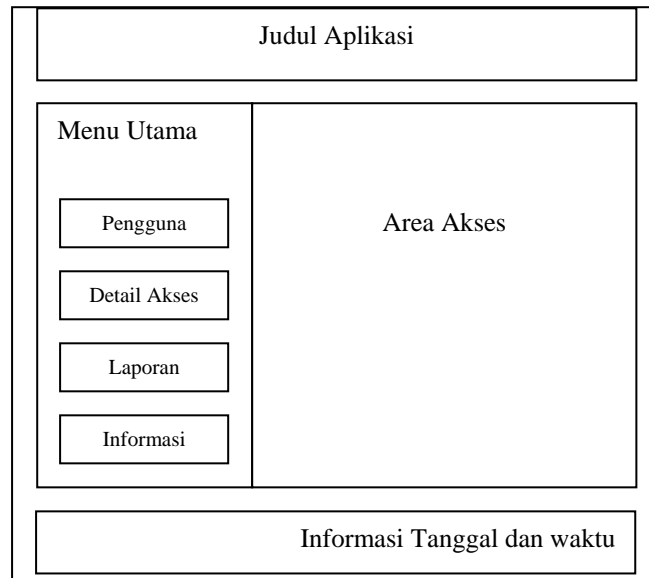 Judul Aplikasi
Menu Utama
Pengguna
Detail Akses
Laporan
Informasi
Area Akses
Informasi Tanggal dan waktu